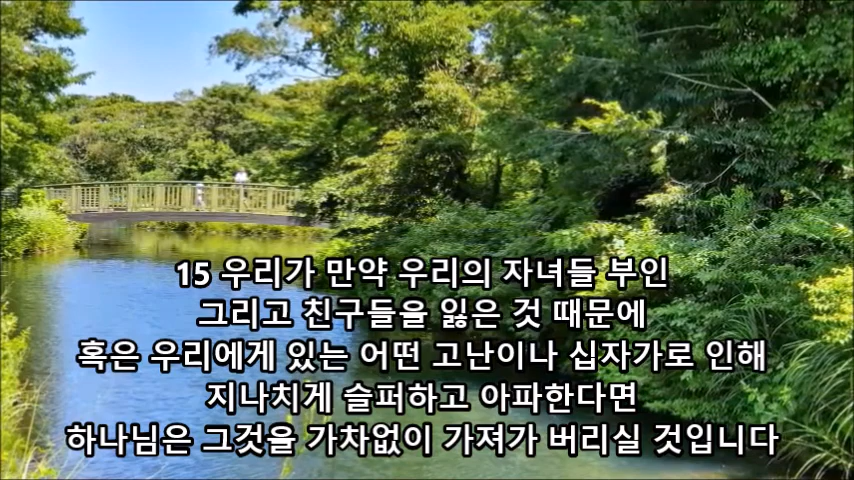 15 우리가 만약 우리의 자녀들 부인
그리고 친구들을 잃은 것 때문에
혹은 우리에게 있는 어떤 고난이나 십자가로 인해
지나치게 슬퍼하고 아파한다면
하나님은 그것을 가차없이 가져가 버리실 것입니다